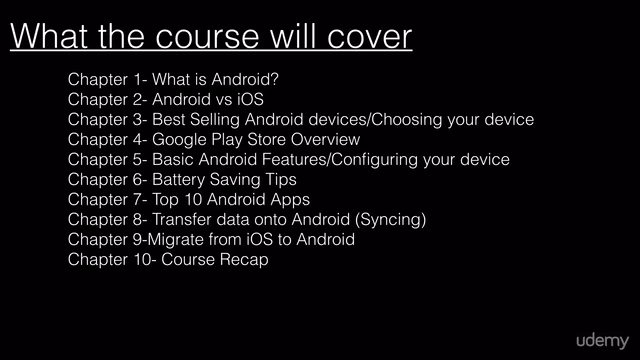 What the course will cover
Chapter 1- What is Android?
Chapter 2- Android vs iOS
Chapter 3- Best Selling Android devices/Choosing your device
Chapter 4- Google Play Store Overview
Chapter 5- Basic Android Features/Configuring your device
Chapter 6- Battery Saving Tips
Chapter 7- Top 10 Android Apps
Chapter 8- Transfer data onto Android (Syncing)
Chapter 9-Migrate from iOS to Android
Chapter 10- Course Recap
udemy